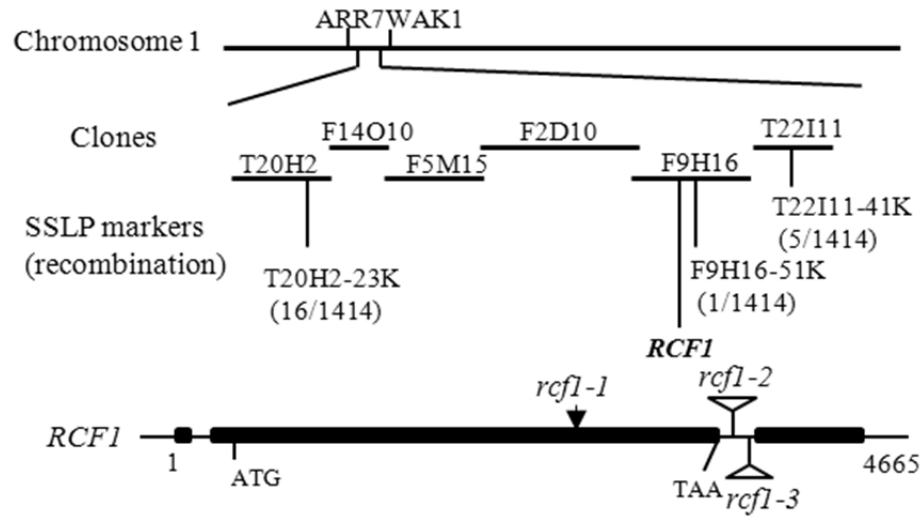 ARR7WAK1
Chromosome 1
Clones
F14O10
F2D10
T22I11
T20H2
F5M15
F9H16
SSLP markers
(recombination)
T22I11-41K
(5/1414)
T20H2-23K
(16/1414)
F9H16-51K
(1/1414)
RCF1
rcf1-1
rcf1-2
RCF1
1
ATG
TAA
rcf1-3
4665